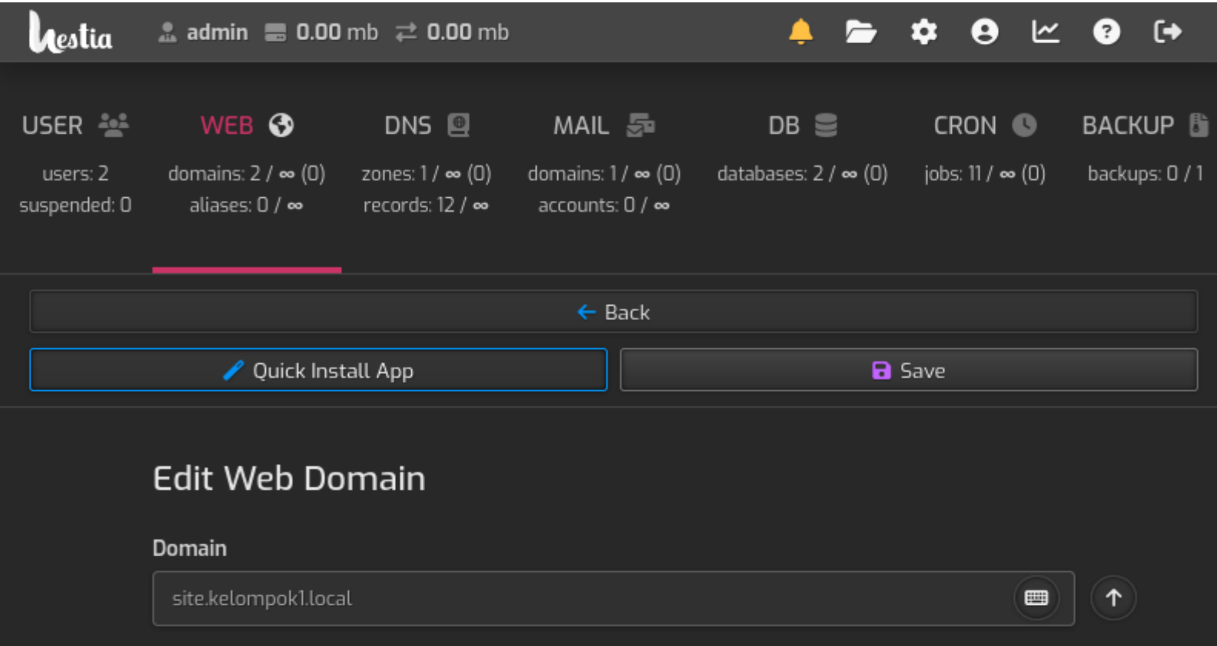 hestia admin 0.00 mb 0.00 mb
USER WEB DNS MAIL DB CRON BACKUP
users: 2 domains: 2 / ∞ (0) zones: 1 / ∞ (0) domains: 1 / ∞ (0) databases: 2 / ∞ (0) jobs: 11 / ∞ (0) backups: 0 / 1
suspended: 0 aliases: 0 / ∞ records: 12 / ∞ accounts: 0 / ∞
Back
Quick Install App Save
Edit Web Domain
Domain
site.kelompok1.local